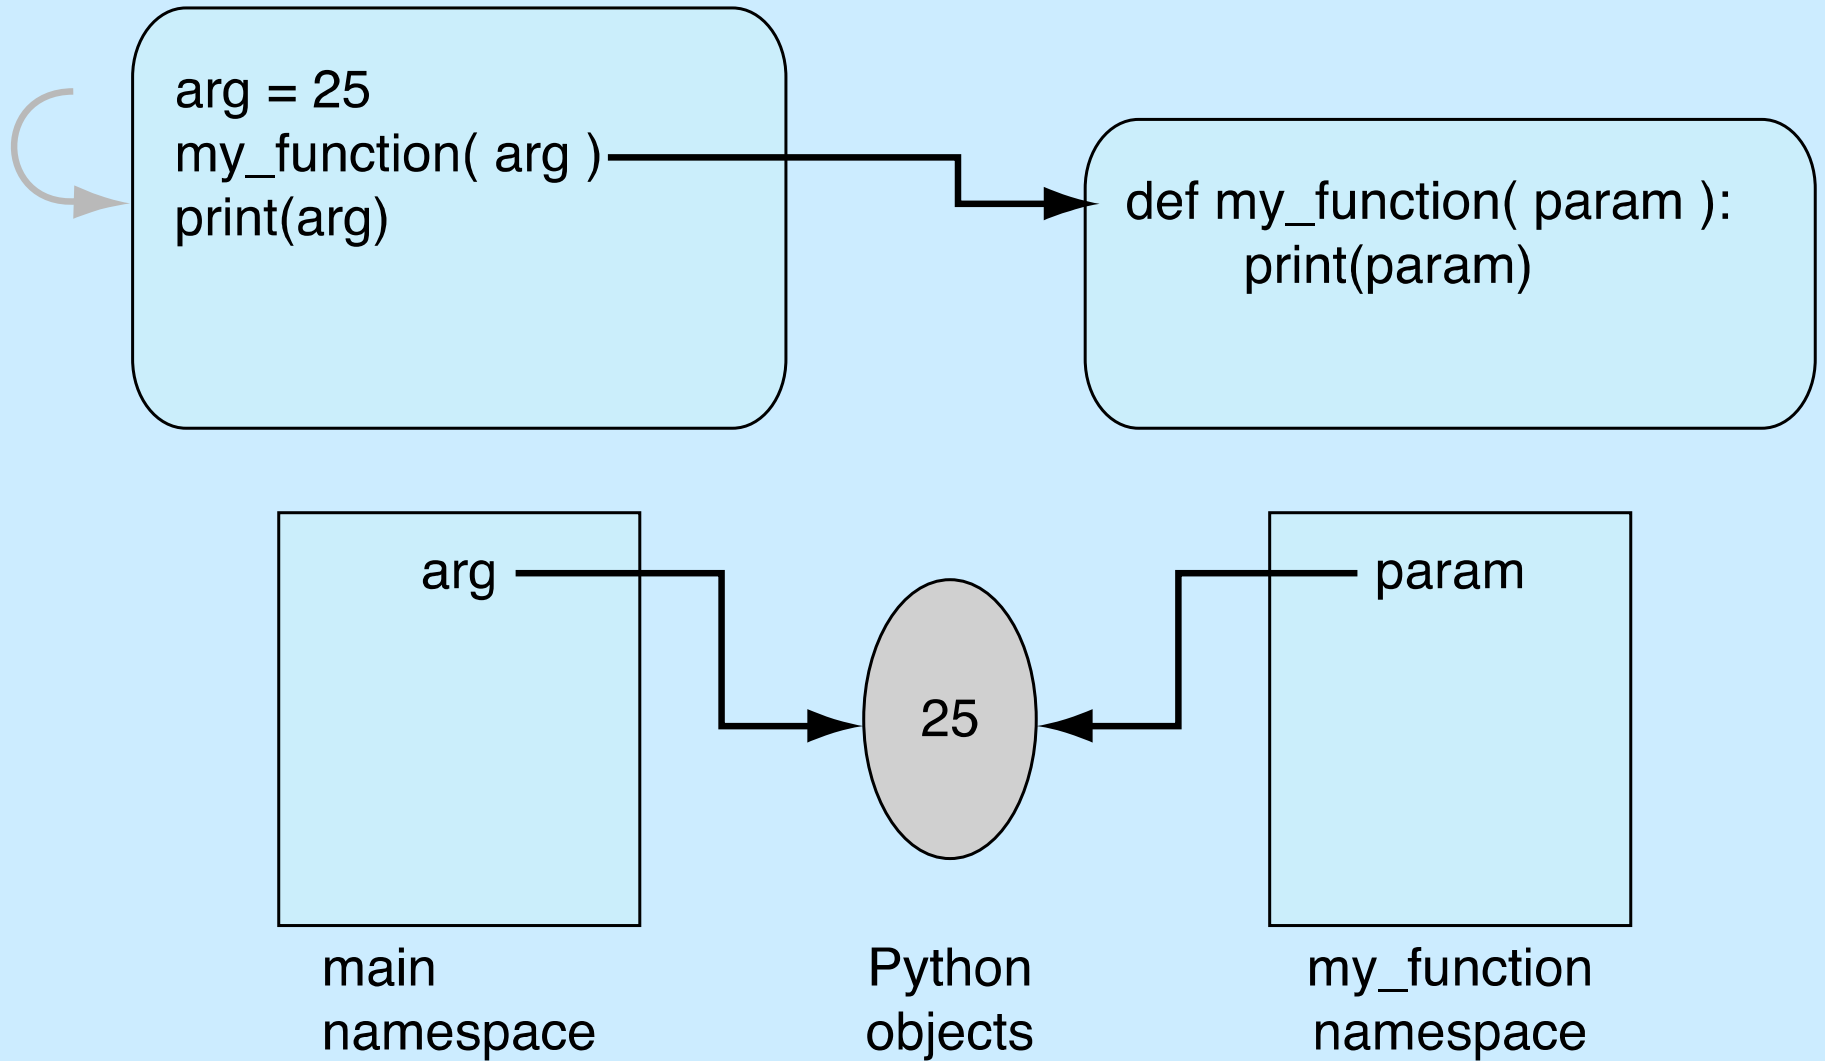 arg = 25
my_function( arg )
print(arg)
def my_function( param ):
print(param)
arg
25
param
main
namespace
Python
objects
my_function
namespace